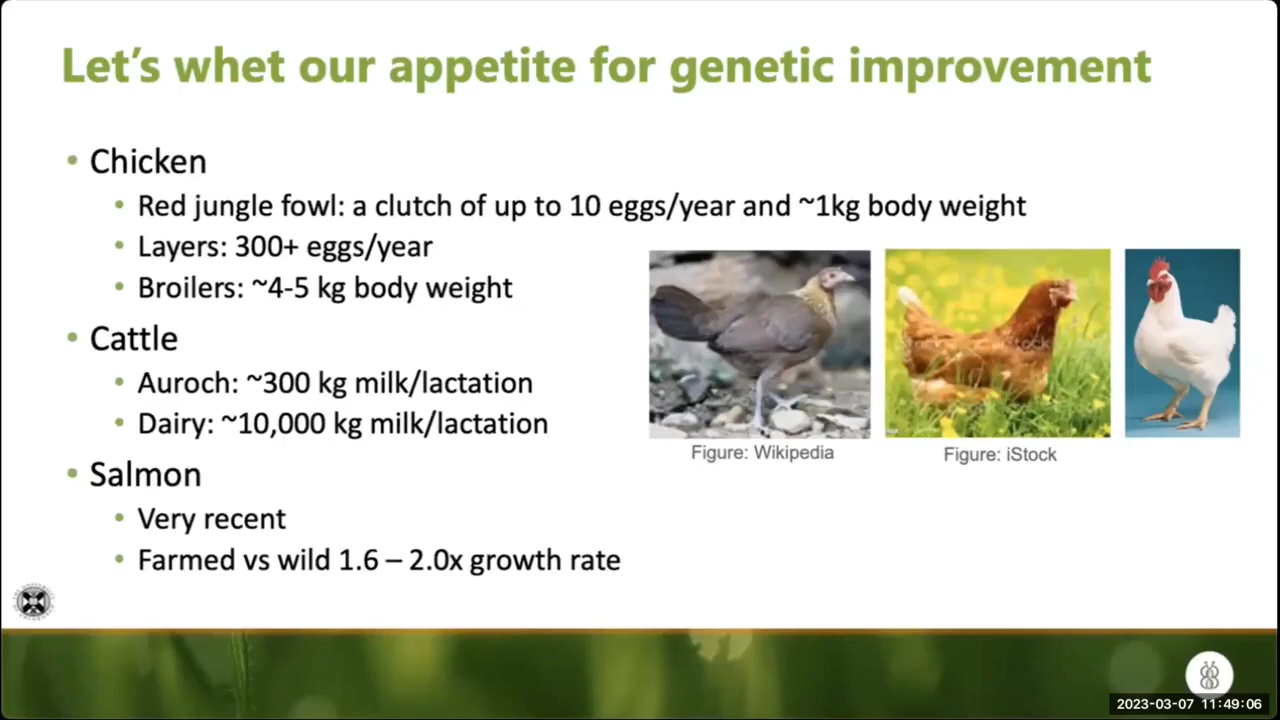 Let's whet our appetite for genetic improvement
• Chicken
• Red jungle fowl: a clutch of up to 10 eggs/year and ~1kg body weight
• Layers: 300+ eggs/year
• Broilers: ~4-5 kg body weight
• Cattle
• Auroch: ~300 kg milk/lactation
• Dairy: ~10,000 kg milk/lactation
• Salmon
• Very recent
• Farmed vs wild 1.6 – 2.0x growth rate
Figure: Wikipedia
Figure: iStock
2023-03-07 11:49:06